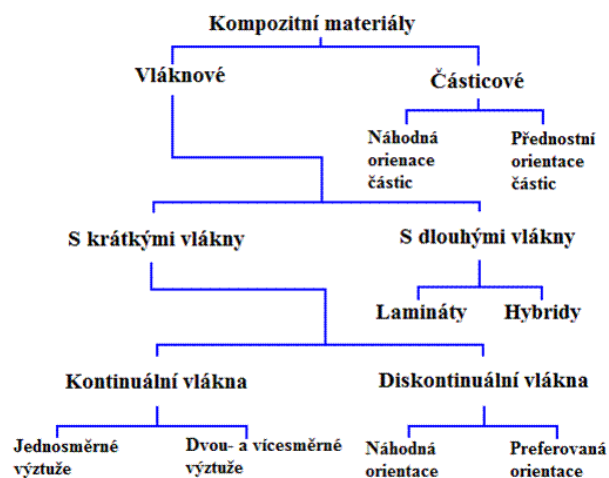 Kompozitní materiály
Vláknové
Částicové
Náhodná
orienace
částic
Přednostní
orientace
částic
S krátkými vlákny
S dlouhými vlákny
Lamináty
Hybridy
Kontinuální vlákna
Diskontinuální vlákna
Jednosměrné
výztuže
Dvou- a vícesměrné
výztuže
Náhodná
orientace
Preferovaná
orientace